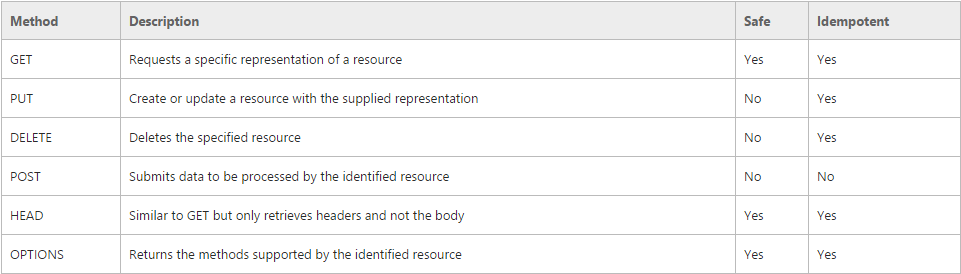 Method Description Safe Idempotent
GET Requests a specific representation of a resource Yes Yes
PUT Create or update a resource with the supplied representation No Yes
DELETE Deletes the specified resource No Yes
POST Submits data to be processed by the identified resource No No
HEAD Similar to GET but only retrieves headers and not the body Yes Yes
OPTIONS Returns the methods supported by the identified resource Yes Yes